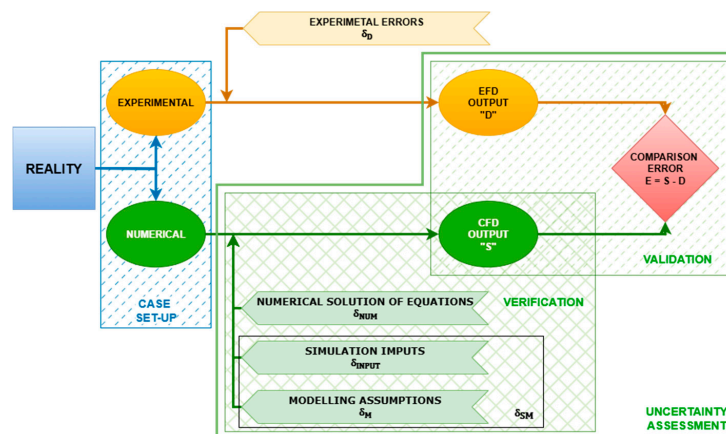 EXPERIMETAL ERRORS
δD
EXPERIMENTAL
EFD
OUTPUT
"D"
REALITY
COMPARISON
ERROR
E = S - D
NUMERICAL
CFD
OUTPUT
"S"
VALIDATION
CASE
SET-UP
NUMERICAL SOLUTION OF EQUATIONS
δNUM
VERIFICATION
SIMULATION IMPUTS
δINPUT
MODELLING ASSUMPTIONS
δM
δSM
UNCERTAINTY
ASSESSMENT